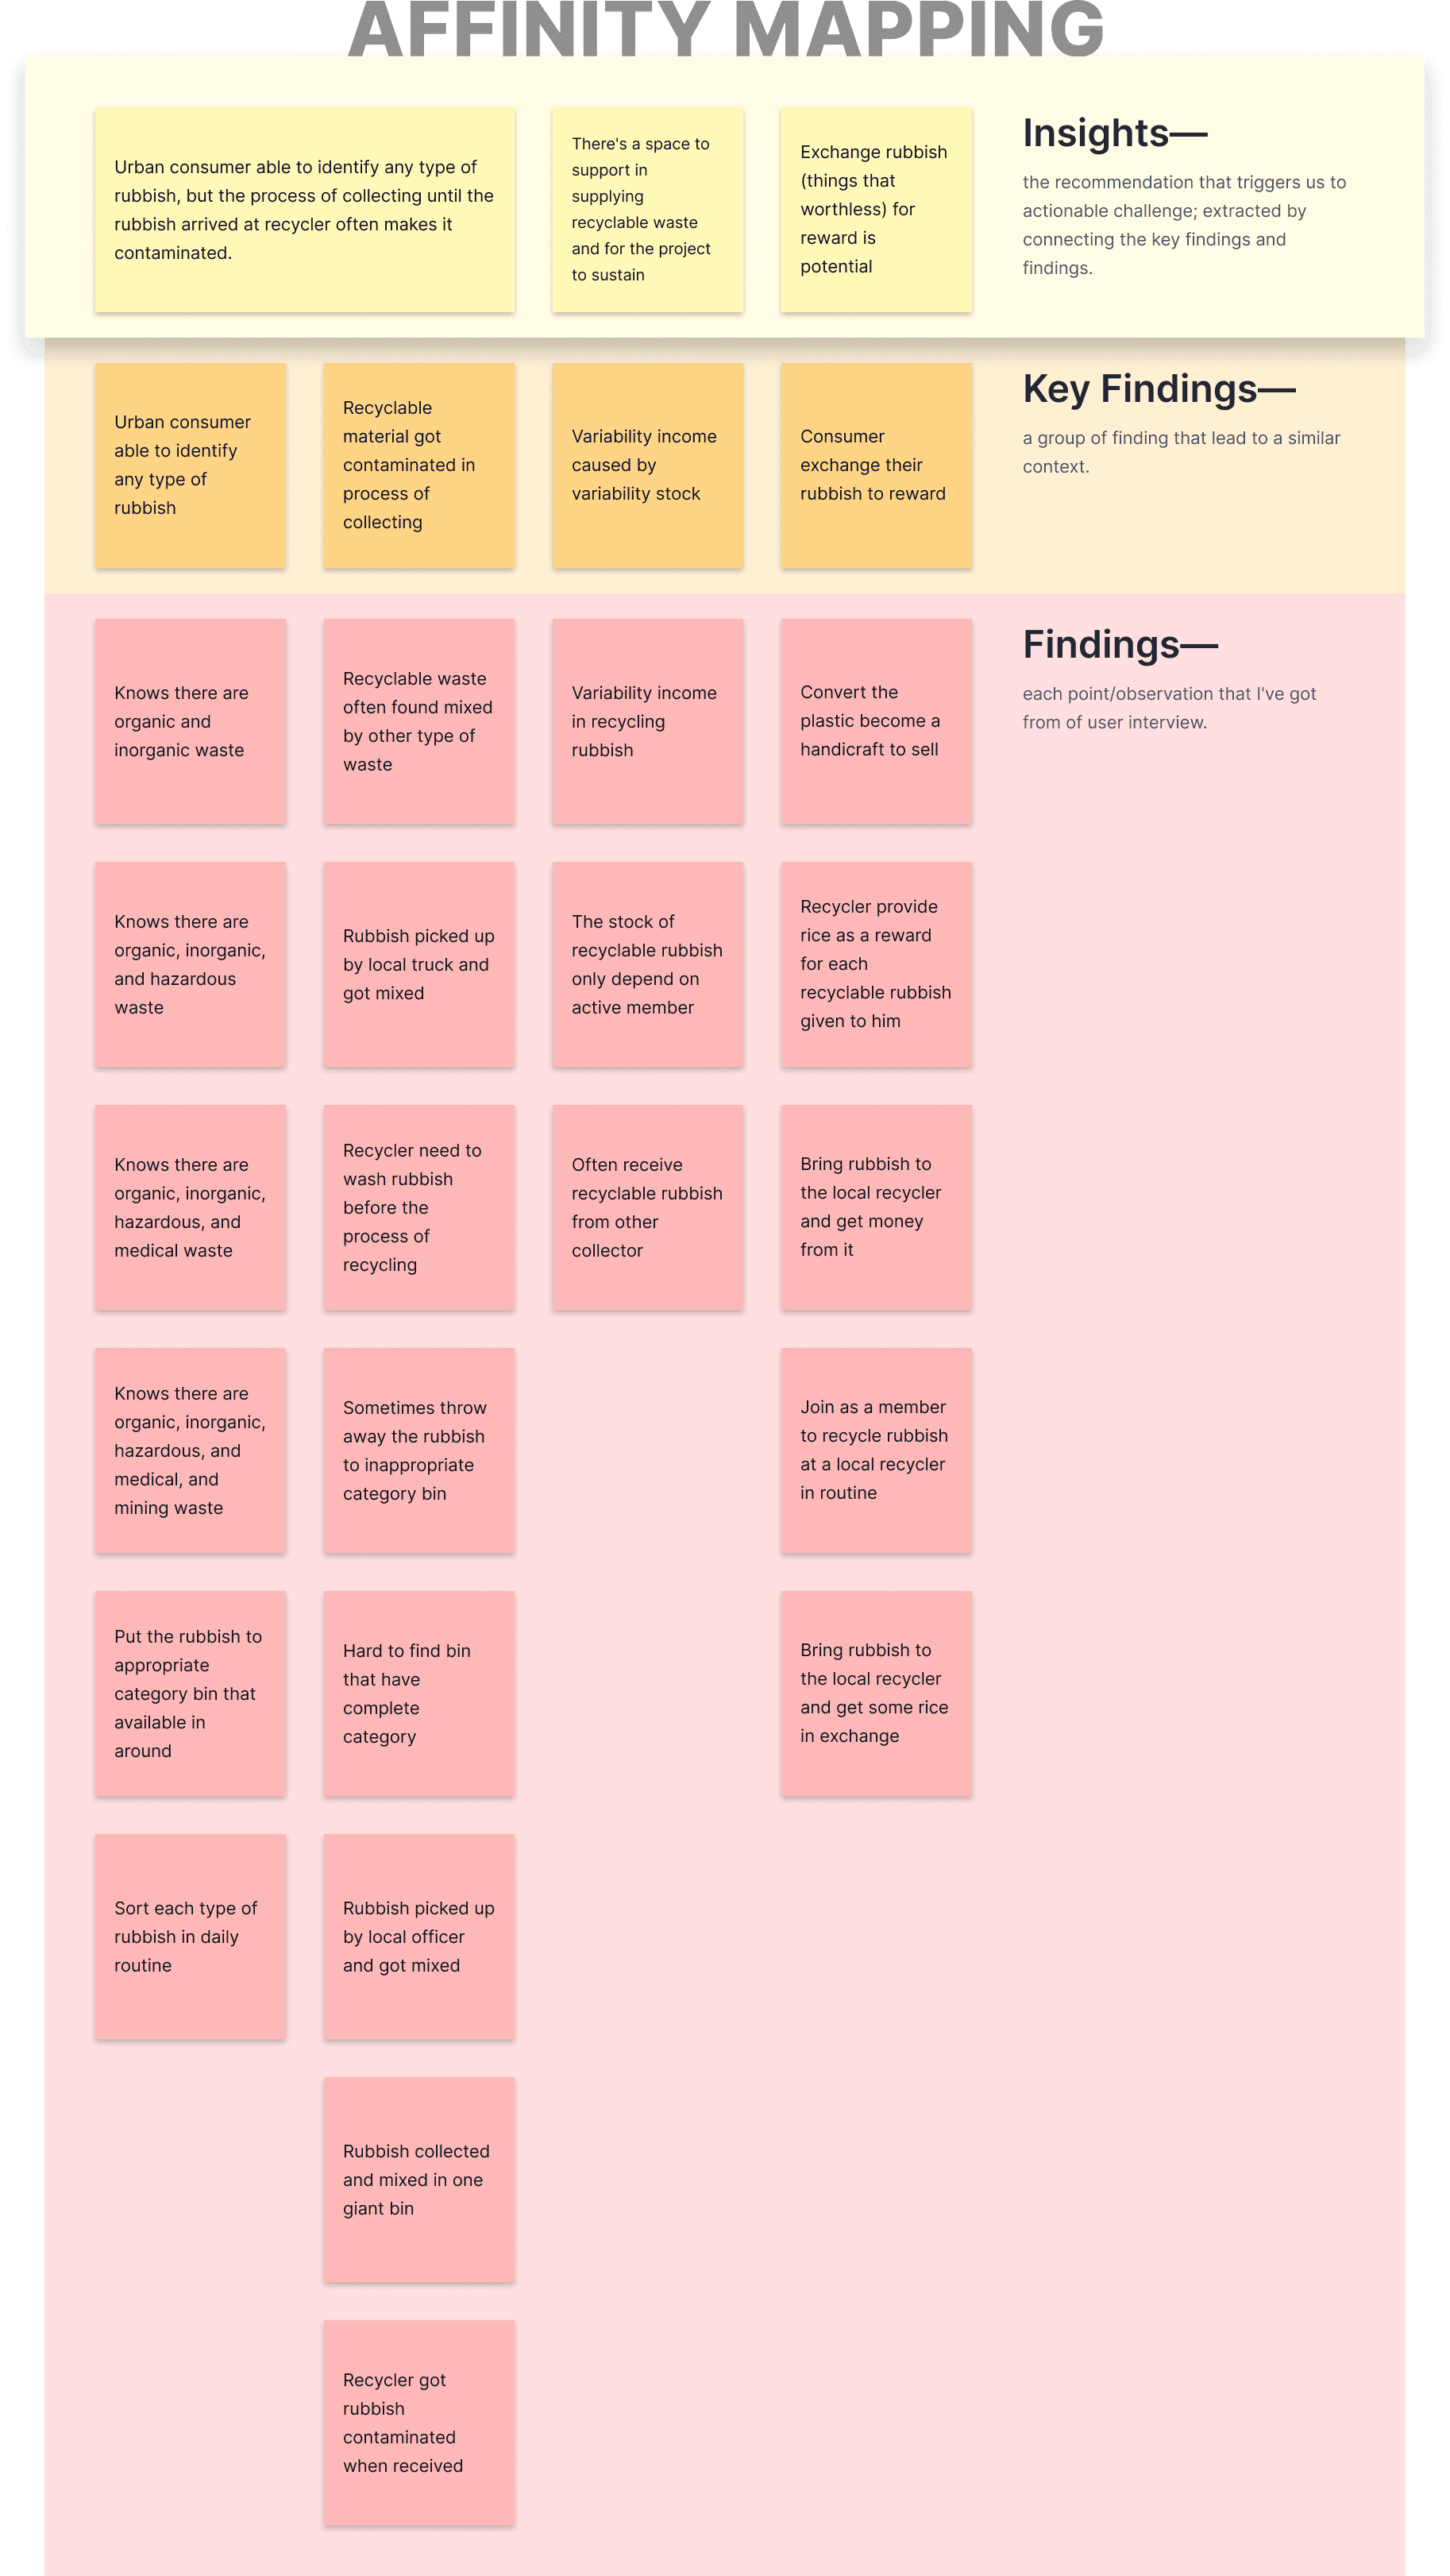 AFFINITY MAPPING
Urban consumer able to identify any type of
rubbish, but the process of collecting until the
rubbish arrived at recycler often makes it
contaminated.
There's a space to
support in
supplying
recyclable waste
and for the project
to sustain
Exchange rubbish
(things that
worthless) for
reward is
potential
Insights—
the recommendation that triggers us to
actionable challenge; extracted by
connecting the key findings and
findings.
Urban consumer
able to identify
any type of
rubbish
Recyclable
material got
contaminated in
process of
collecting
Variability income
caused by
variability stock
Consumer
exchange their
rubbish to reward
Key Findings—
a group of finding that lead to a similar
context.
Knows there are
organic and
inorganic waste
Recyclable waste
often found mixed
by other type of
waste
Variability income
in recycling
rubbish
Convert the
plastic become a
handicraft to sell
Findings—
each point/observation that I've got
from of user interview.
Knows there are
organic, inorganic,
and hazardous
waste
Rubbish picked up
by local truck and
got mixed
The stock of
recyclable rubbish
only depend on
active member
Recycler provide
rice as a reward
for each
recyclable rubbish
given to him
Knows there are
organic, inorganic,
hazardous, and
medical waste
Recycler need to
wash rubbish
before the
process of
recycling
Often receive
recyclable rubbish
from other
collector
Bring rubbish to
the local recycler
and get money
from it
Knows there are
organic, inorganic,
hazardous, and
medical, and
mining waste
Sometimes throw
away the rubbish
to inappropriate
category bin
Join as a member
to recycle rubbish
at a local recycler
in routine
Put the rubbish to
appropriate
category bin that
available in
around
Hard to find bin
that have
complete
category
Bring rubbish to
the local recycler
and get some rice
in exchange
Sort each type of
rubbish in daily
routine
Rubbish picked up
by local officer
and got mixed
Rubbish collected
and mixed in one
giant bin
Recycler got
rubbish
contaminated
when received